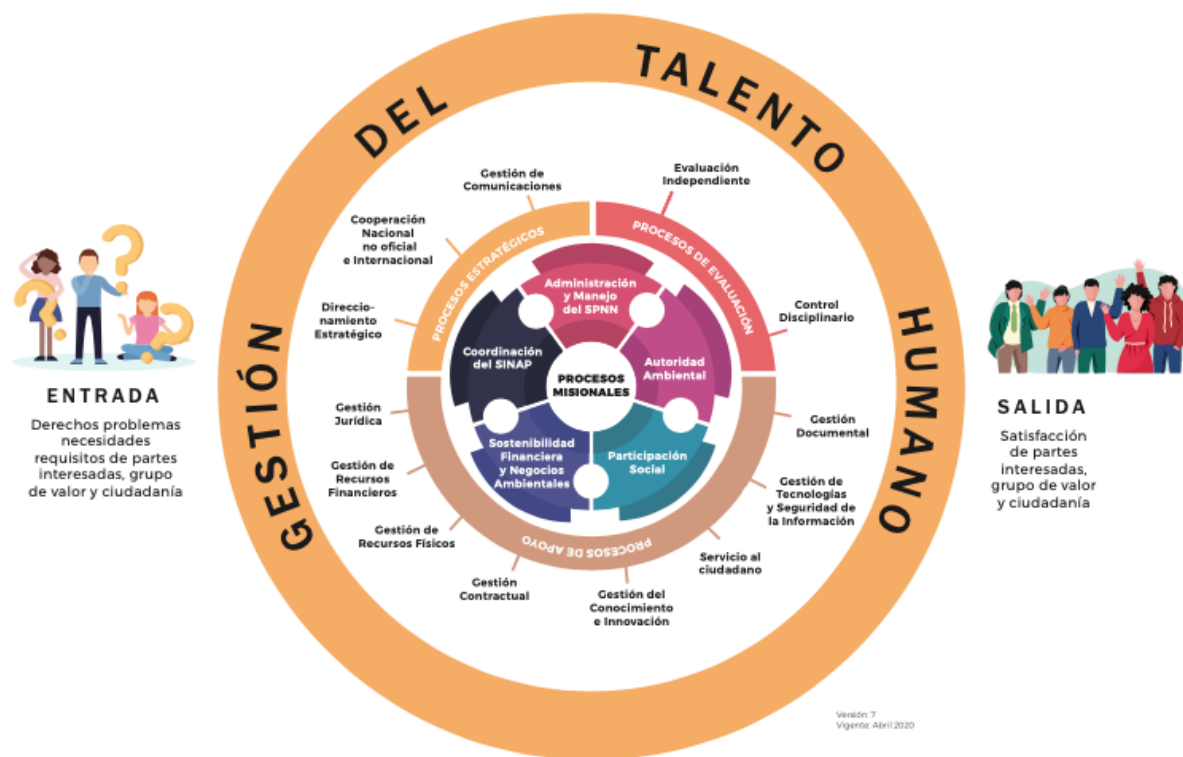 GESTIÓN DEL TALENTO HUMANO
ENTRADA
Derechos problemas
necesidades
requisitos de partes
interesadas, grupo
de valor y ciudadanía
PROCESOS ESTRATÉGICOS
Gestión de
Comunicaciones
Cooperación
Nacional
no oficial
e Internacional
Direccio-
namiento
Estratégico
PROCESOS DE EVALUACIÓN
Evaluación
Independiente
Control
Disciplinario
PROCESOS
MISIONALES
Administración
y Manejo
del SPNN
Autoridad
Ambiental
Participación
Social
Sostenibilidad
Financiera
y Negocios
Ambientales
Coordinación
del SINAP
PROCESOS DE APOYO
Gestión
Jurídica
Gestión de
Recursos
Financieros
Gestión de
Recursos Físicos
Gestión
Contractual
Gestión del
Conocimiento
e Innovación
Servicio al
ciudadano
Gestión de
Tecnologías
y Seguridad de
la Información
Gestión
Documental
SALIDA
Satisfacción
de partes
interesadas,
grupo de valor
y ciudadanía
Versión: 7
Vigente: Abril 2020